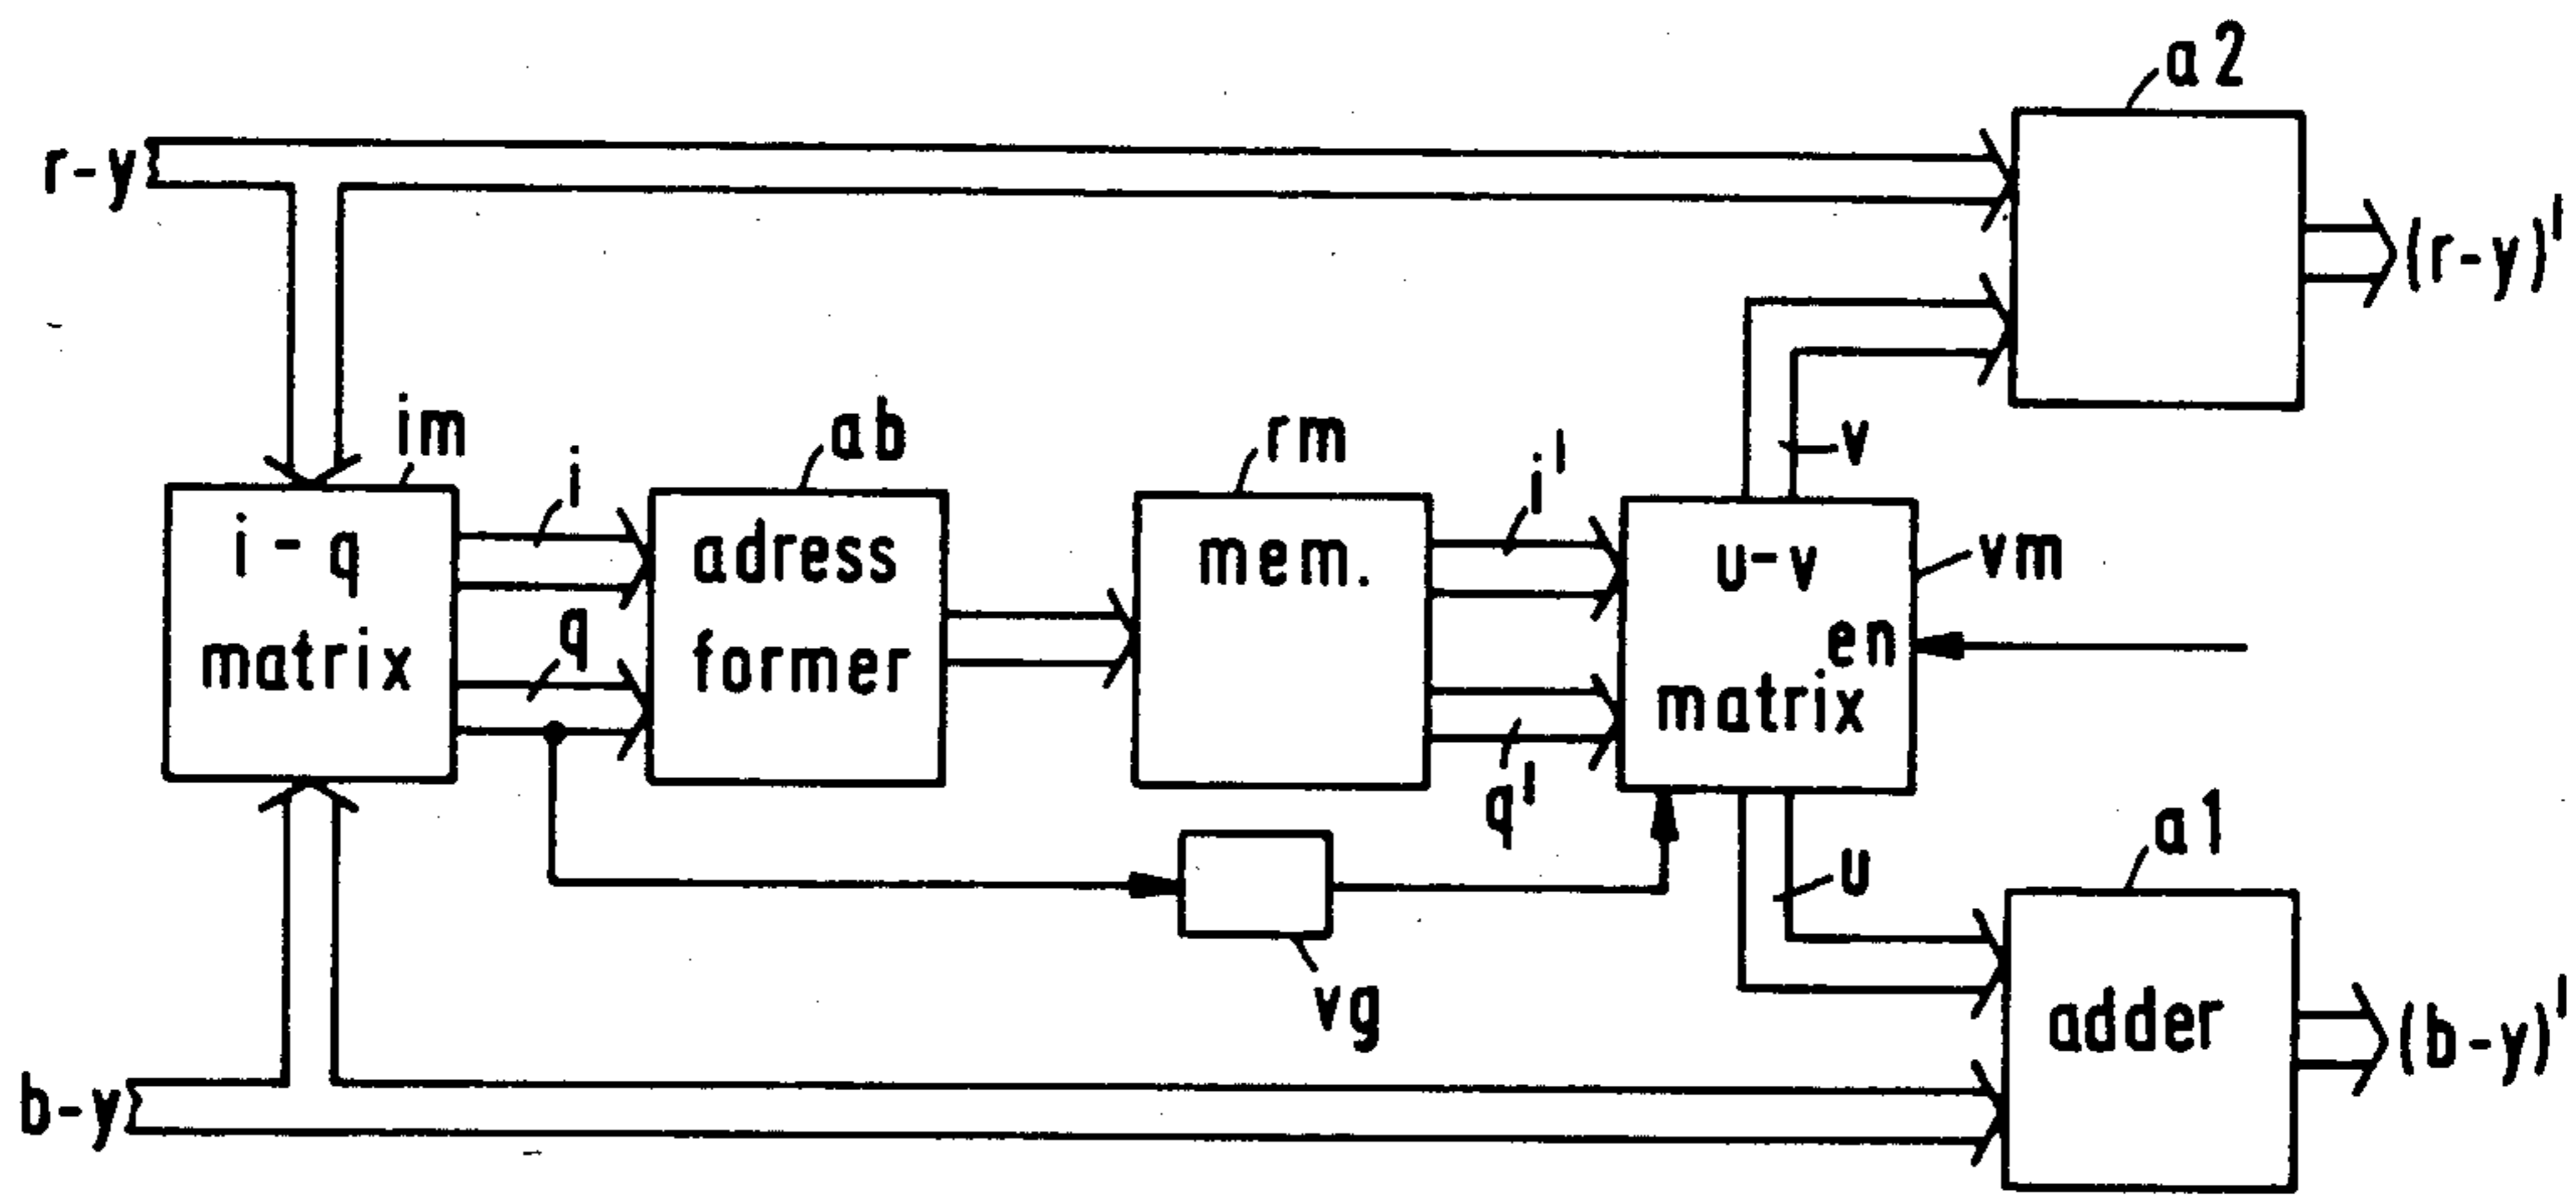 a2
r-y
(r-y)'
im
i
ab
rm
i'
v
i - q
matrix
q
adress
former
mem.
u-v
en
matrix
vm
q'
vg
u
a1
adder
b-y
(b-y)'